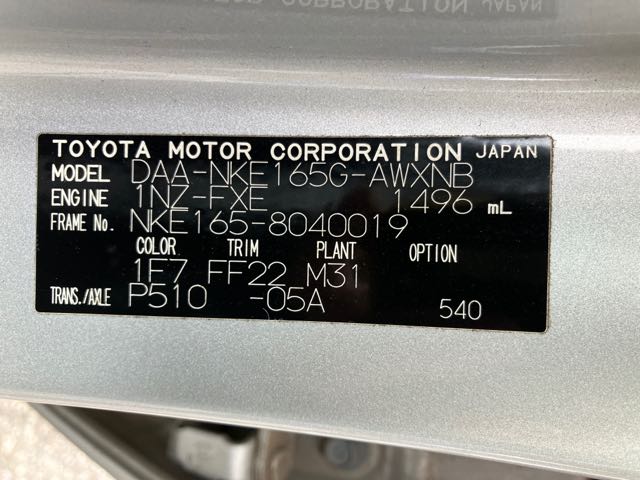 TOYOTA MOTOR CORPORATION JAPAN
MODEL DAA-NKE165G-AWXNB
ENGINE 1NZ-FXE 1496 mL
FRAME No. NKE165-8040019
COLOR TRIM PLANT OPTION
1F7 FF22 M31
TRANS./AXLE P510 -05A 540